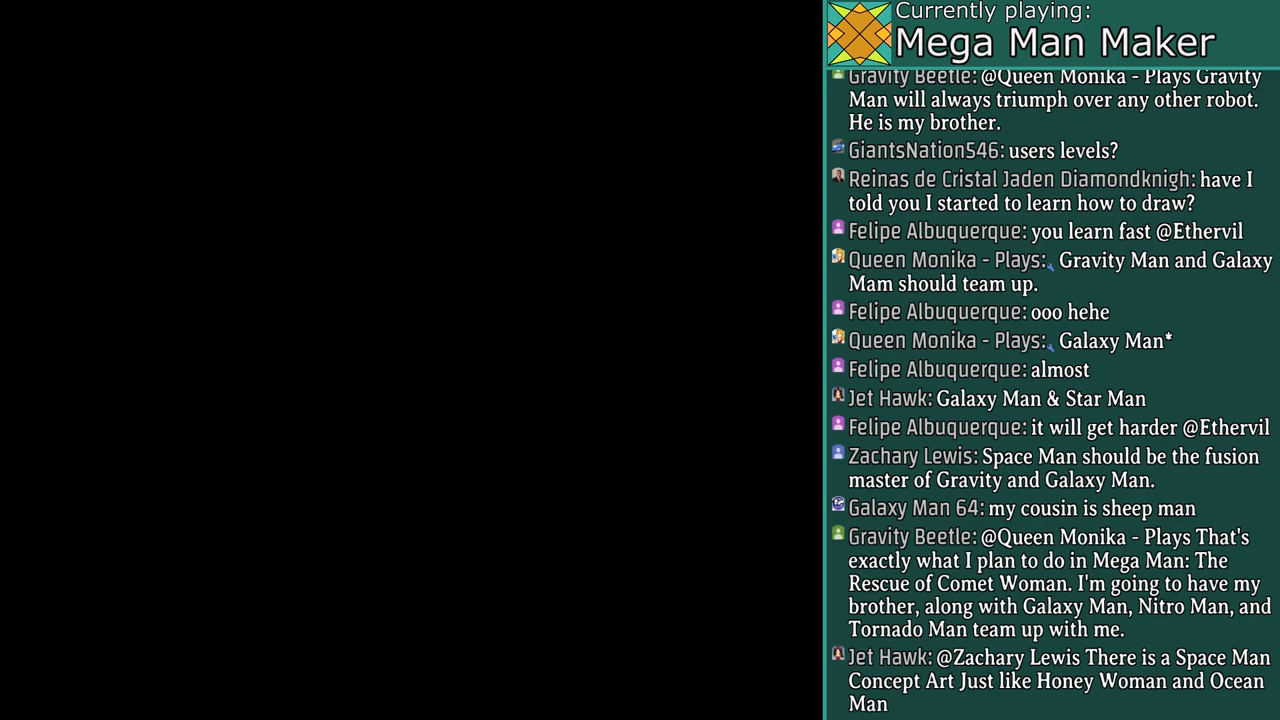 Currently playing:
Mega Man Maker
Gravity Beetle: @Queen Monika - Plays Gravity
Man will always triumph over any other robot.
He is my brother.
GiantsNation546: users levels?
Reinas de Cristal Jaden Diamondknigh: have I
told you I started to learn how to draw?
Felipe Albuquerque: you learn fast @Ethervil
Queen Monika - Plays: Gravity Man and Galaxy
Mam should team up.
Felipe Albuquerque: ooo hehe
Queen Monika - Plays: Galaxy Man*
Felipe Albuquerque: almost
Jet Hawk: Galaxy Man & Star Man
Felipe Albuquerque: it will get harder @Ethervil
Zachary Lewis: Space Man should be the fusion
master of Gravity and Galaxy Man.
Galaxy Man 64: my cousin is sheep man
Gravity Beetle: @Queen Monika - Plays That's
exactly what I plan to do in Mega Man: The
Rescue of Comet Woman. I'm going to have my
brother, along with Galaxy Man, Nitro Man, and
Tornado Man team up with me.
Jet Hawk: @Zachary Lewis There is a Space Man
Concept Art Just like Honey Woman and Ocean
Man